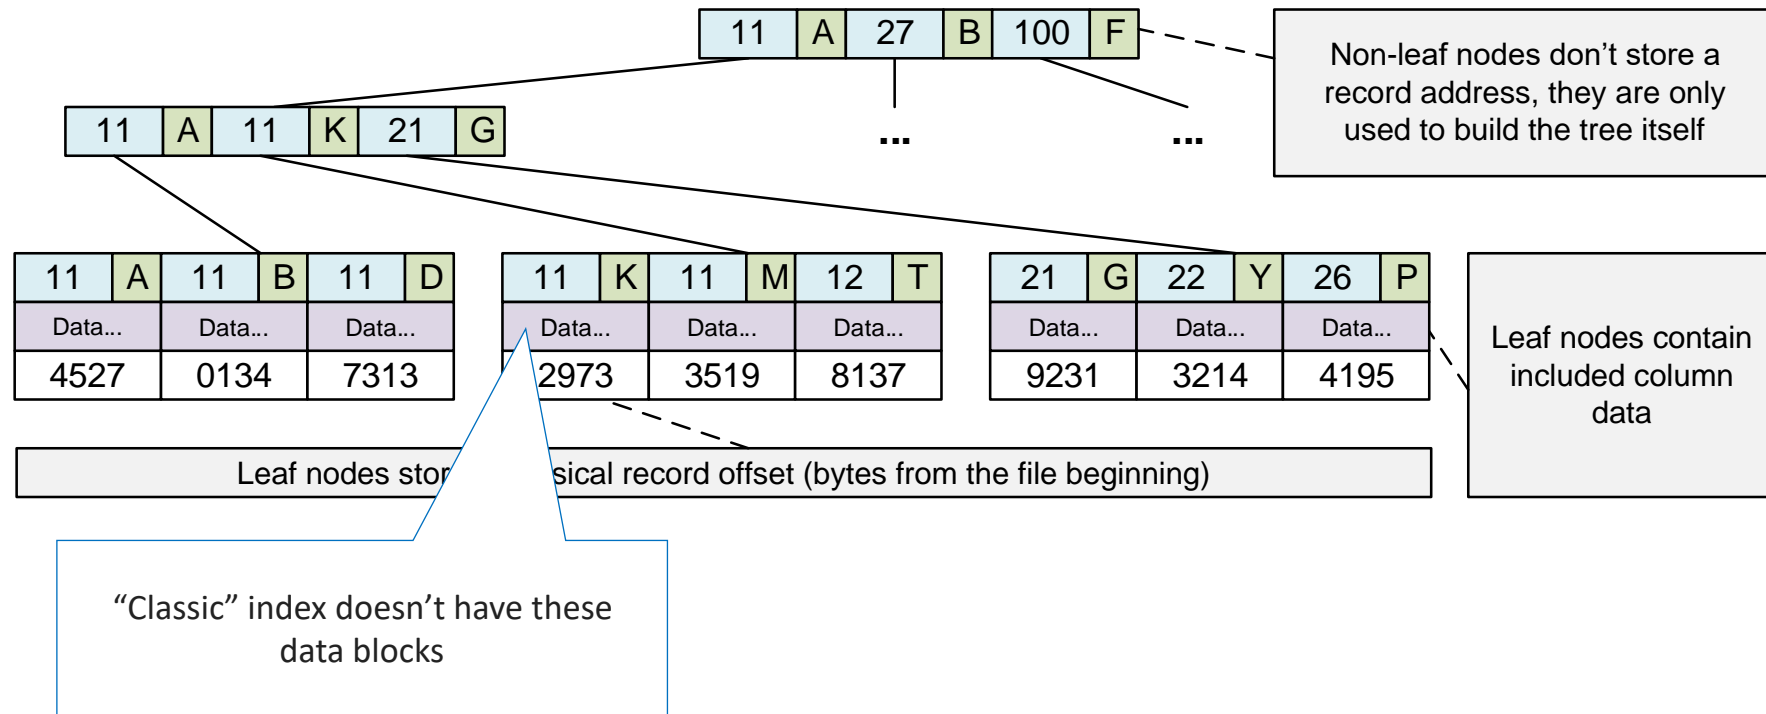 11 A 27 B 100 F
Non-leaf nodes don’t store a
record address, they are only
used to build the tree itself
11 A 11 K 21 G
... ...
11 A 11 B 11 D
Data... Data... Data...
4527 0134 7313
11 K 11 M 12 T
Data... Data... Data...
2973 3519 8137
21 G 22 Y 26 P
Data... Data... Data...
9231 3214 4195
Leaf nodes contain
included column
data
Leaf nodes stor sical record offset (bytes from the file beginning)
“Classic” index doesn’t have these
data blocks